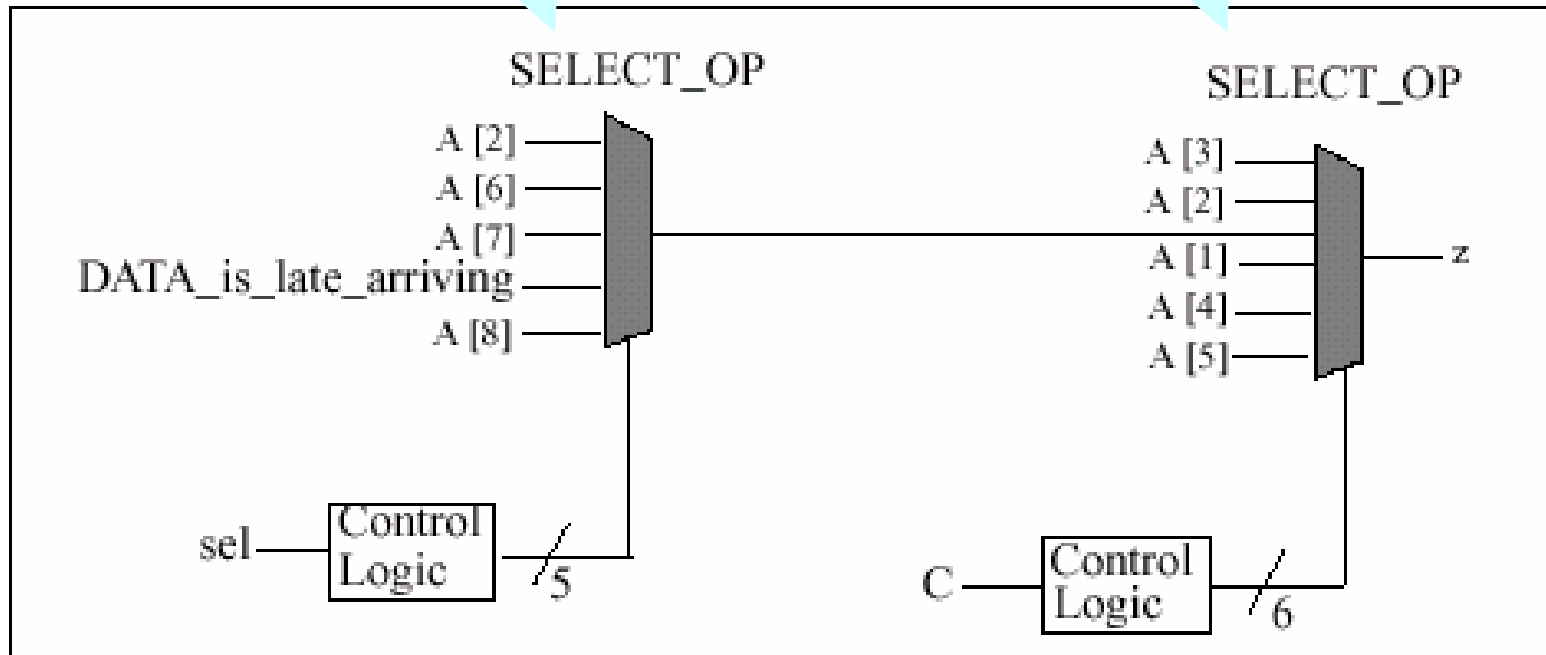 SELECT_OP
A [2]
A [6]
A [7]
DATA_is_late_arriving
A [8]
sel
Control
Logic
5
SELECT_OP
A [3]
A [2]
A [1]
A [4]
A [5]
z
C
Control
Logic
6